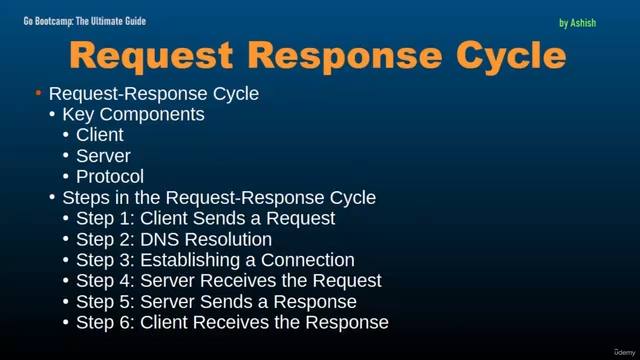 Go Bootcamp: The Ultimate Guide
by Ashish
Request Response Cycle
• Request-Response Cycle
• Key Components
• Client
• Server
• Protocol
• Steps in the Request-Response Cycle
• Step 1: Client Sends a Request
• Step 2: DNS Resolution
• Step 3: Establishing a Connection
• Step 4: Server Receives the Request
• Step 5: Server Sends a Response
• Step 6: Client Receives the Response
udemy